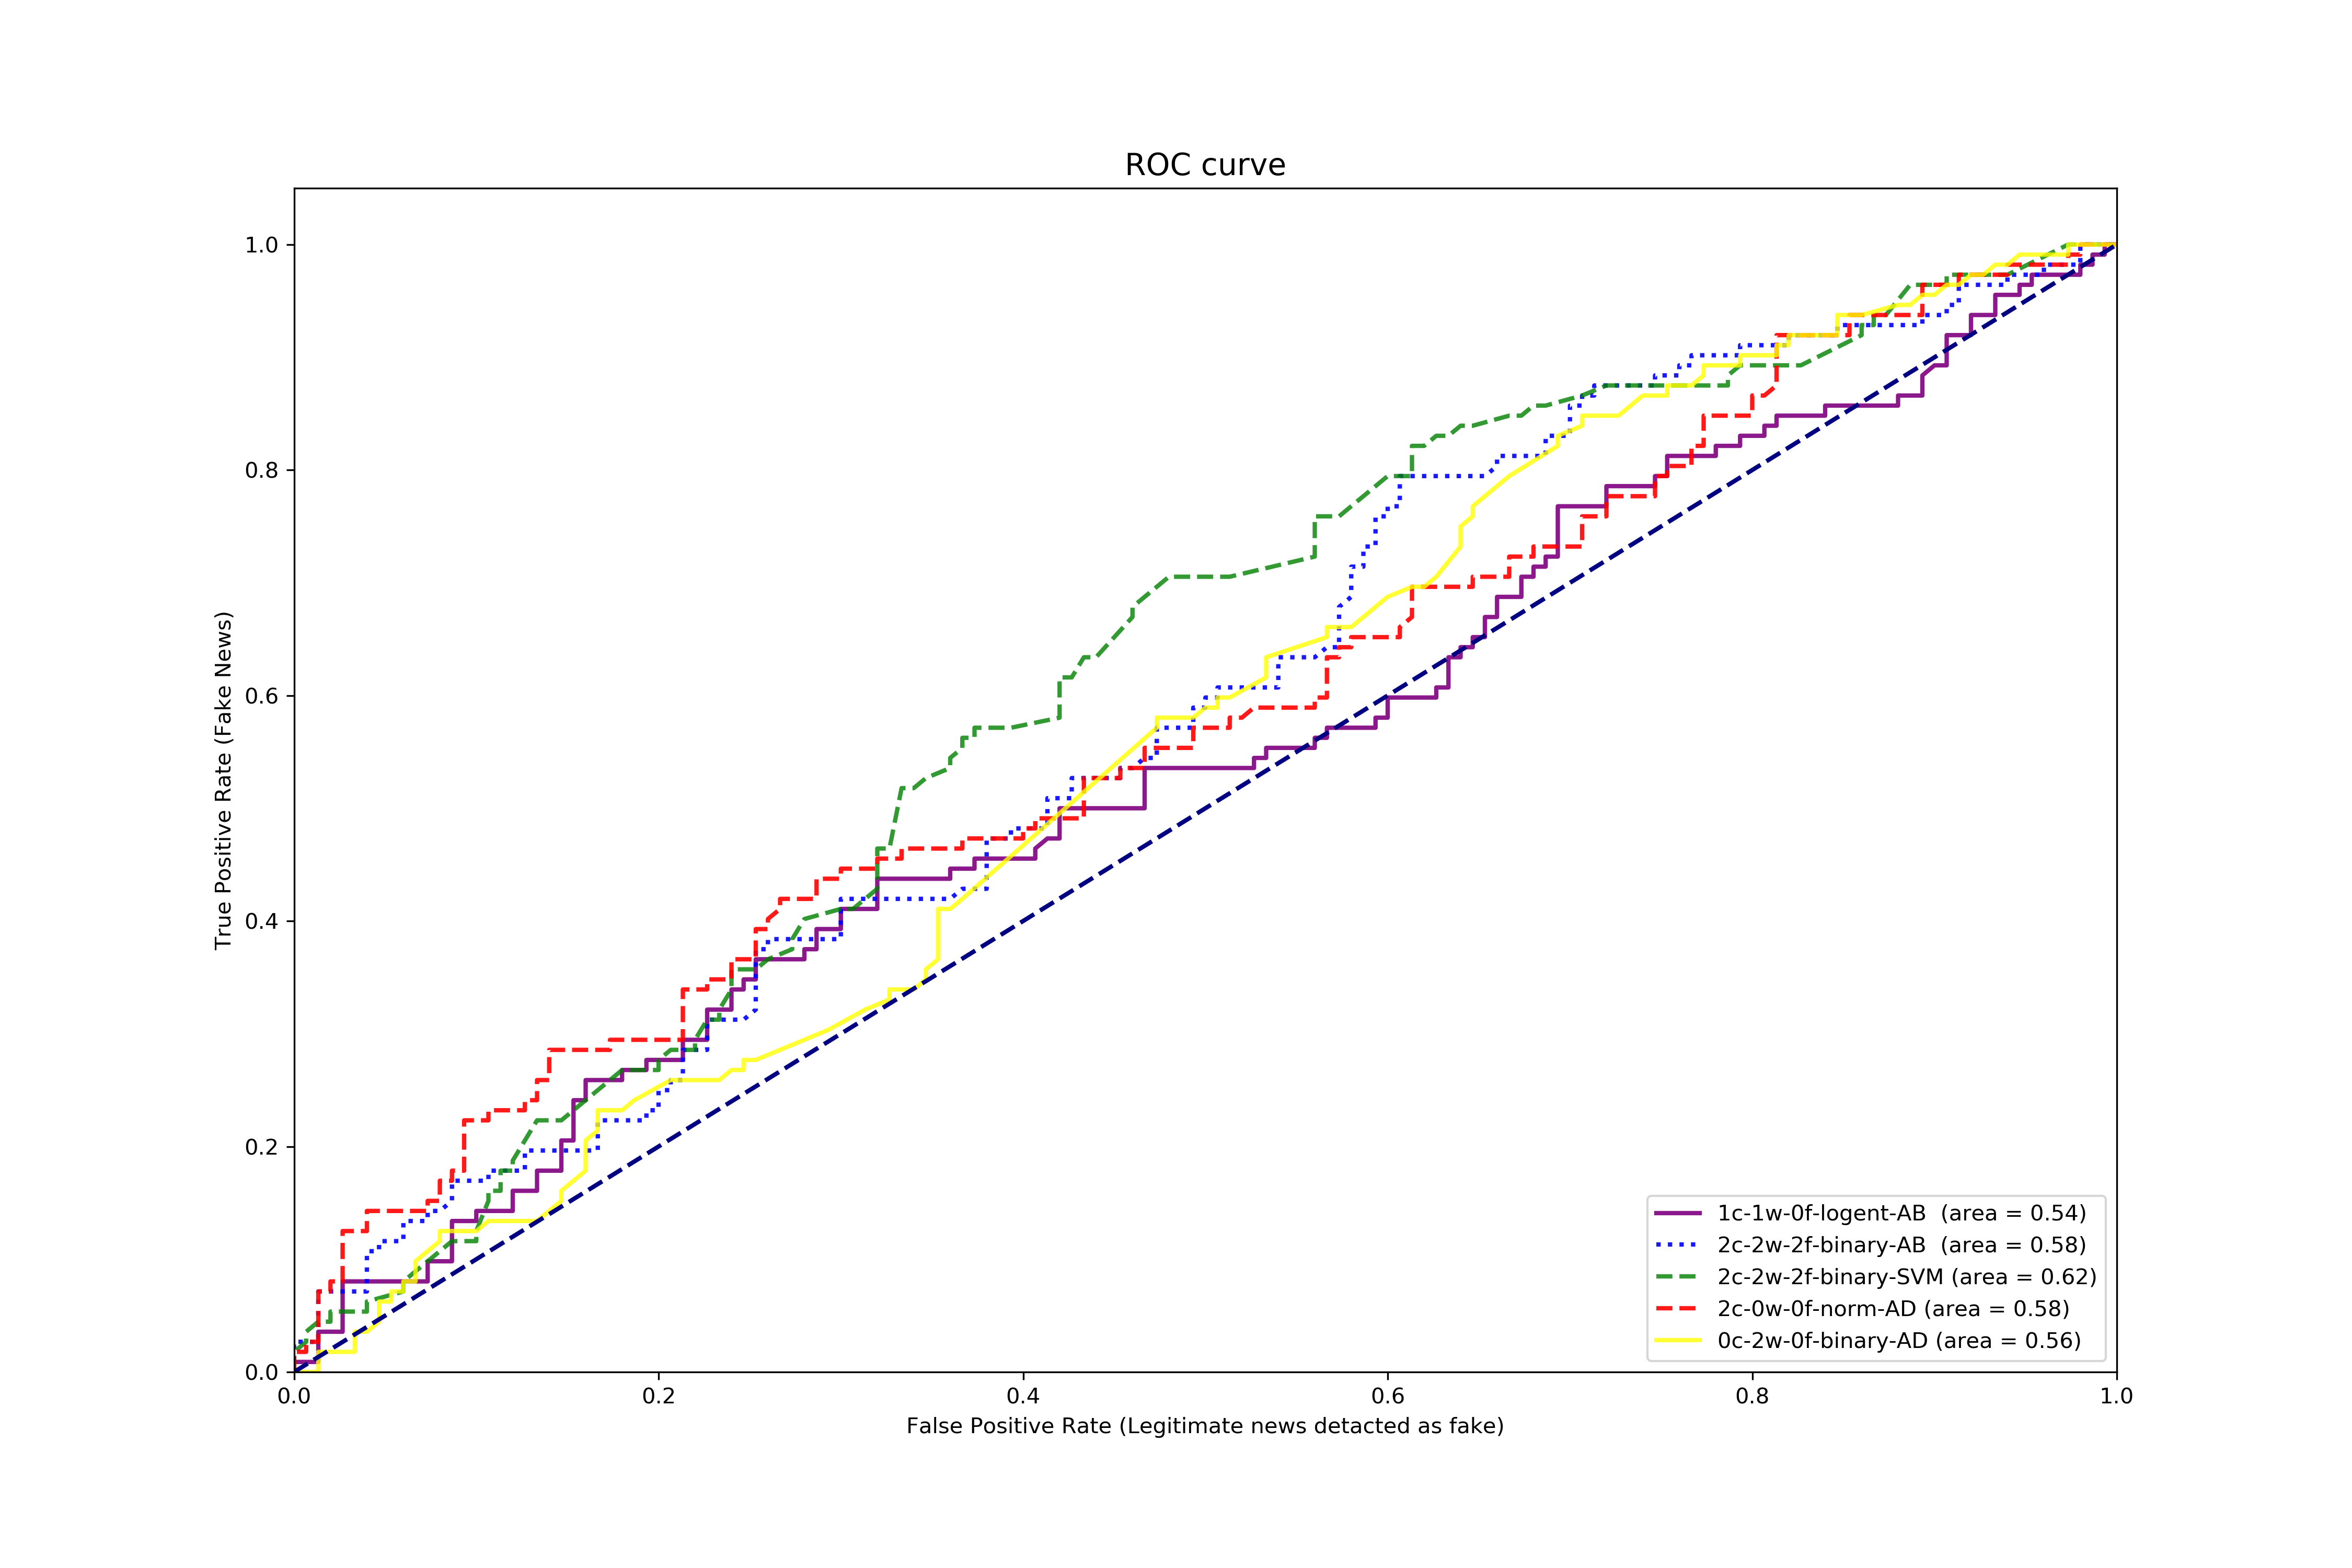 ROC curve
1.0
0.8
0.6
0.4
0.2
0.0
True Positive Rate (Fake News)
0.0 0.2 0.4 0.6 0.8 1.0
False Positive Rate (Legitimate news detacted as fake)
1c-1w-0f-logent-AB (area = 0.54)
2c-2w-2f-binary-AB (area = 0.58)
2c-2w-2f-binary-SVM (area = 0.62)
2c-0w-0f-norm-AD (area = 0.58)
0c-2w-0f-binary-AD (area = 0.56)